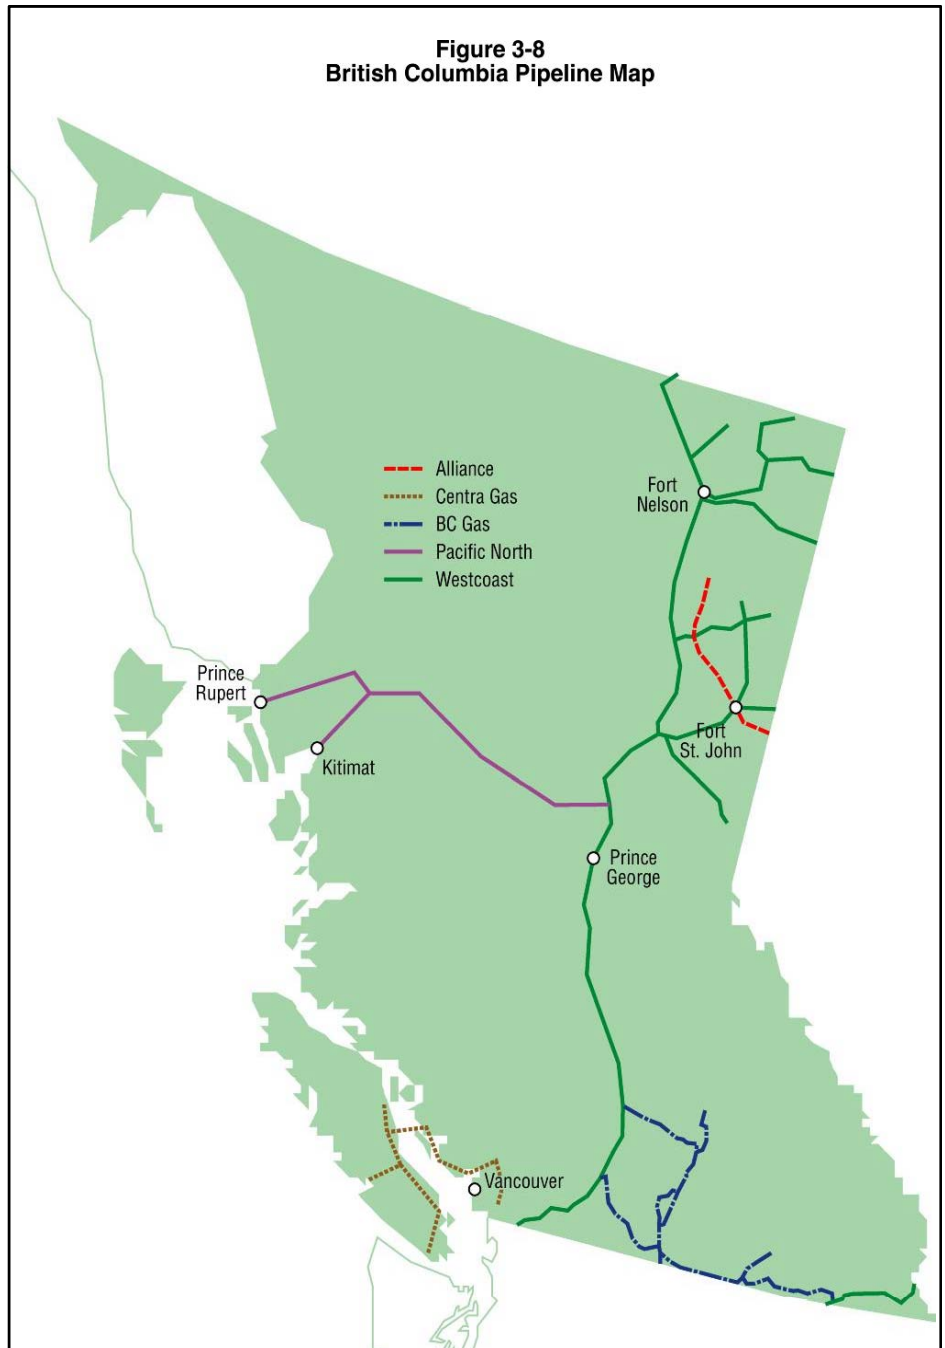 Figure 3-8
British Columbia Pipeline Map
Alliance
Centra Gas
BC Gas
Pacific North
Westcoast
Fort
Nelson
Prince
Rupert
Kitimat
Fort
St. John
Prince
George
Vancouver